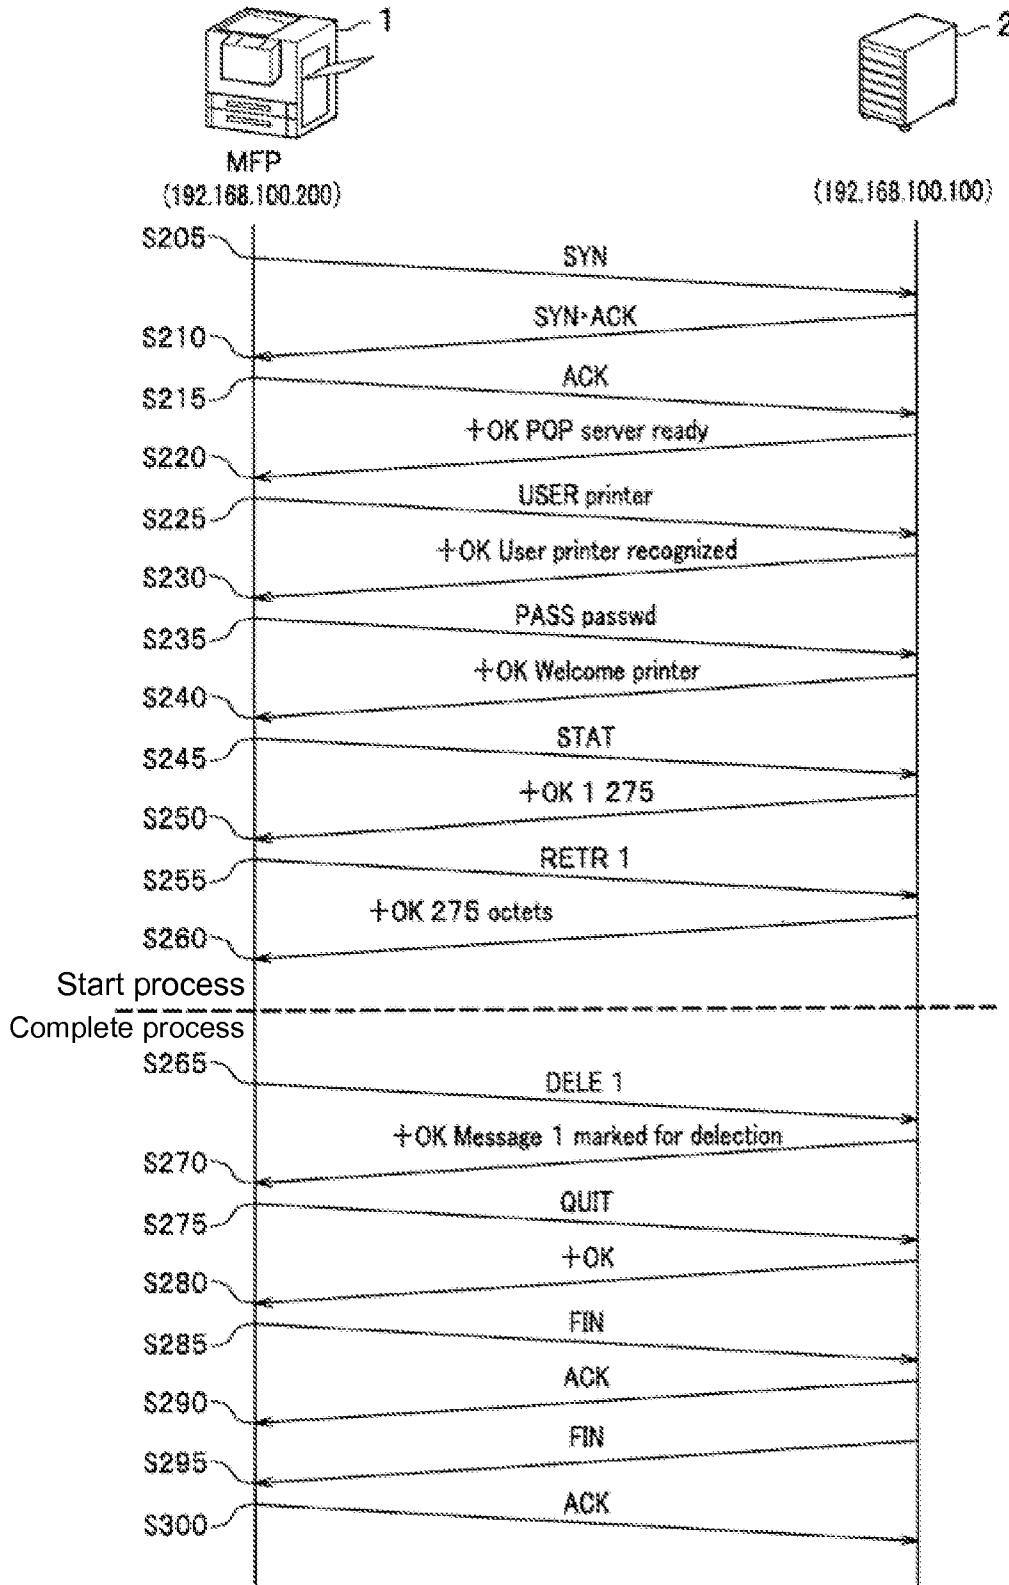 1
2
MFP
(192.168.100.200)
(192.168.100.100)
S205
SYN
SYN·ACK
S210
ACK
S215
+OK POP server ready
S220
USER printer
S225
+OK User printer recognized
S230
PASS passwd
S235
+OK Welcome printer
S240
STAT
S245
+OK 1 275
S250
RETR 1
S255
+OK 275 octets
S260
Start process
Complete process
S265
DELE 1
+OK Message 1 marked for delection
S270
QUIT
S275
+OK
S280
FIN
S285
ACK
S290
FIN
S295
ACK
S300